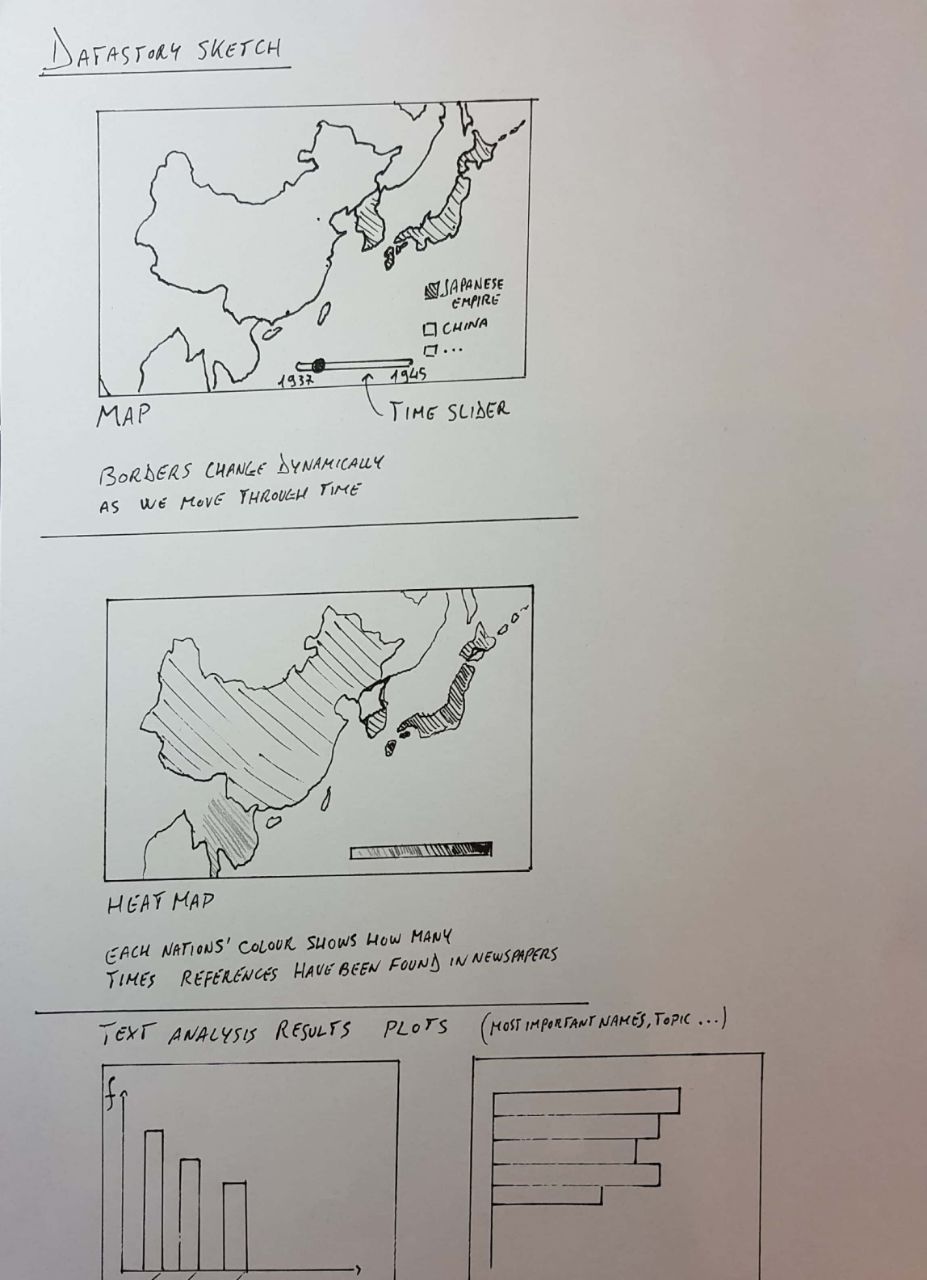 DATASTORY SKETCH
JAPANESE
EMPIRE
CHINA
...
1937
1945
MAP
TIME SLIDER
BORDERS CHANGE DYNAMICALLY
AS WE MOVE THROUGH TIME
HEAT MAP
EACH NATIONS' COLOUR SHOWS HOW MANY
TIMES REFERENCES HAVE BEEN FOUND IN NEWSPAPERS
TEXT ANALYSIS RESULTS PLOTS (MOST IMPORTANT NAMES, TOPIC ...)
f